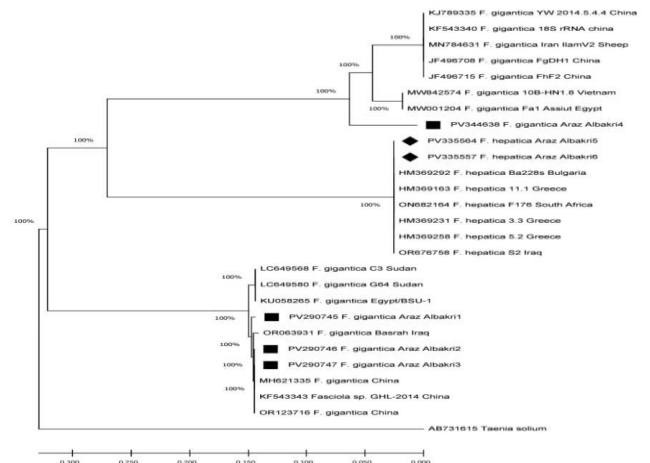 KJ789335 F. gigantica YW 2014.5.4.4 China
KF543340 F. gigantica 18S rRNA china
100%
MN784631 F. gigantica Iran IlamV2 Sheep
JF496708 F. gigantica FgDH1 China
100%
JF496715 F. gigantica FhF2 China
100%
MW842574 F. gigantica 10B-HN1.8 Vietnam
100%
MW001204 F. gigantica Fa1 Assiut Egypt
PV344638 F. gigantica Araz Albakri4
100%
PV335564 F. hepatica Araz Albakri5
PV335557 F. hepatica Araz Albakri6
HM369292 F. hepatica Ba228s Bulgaria
HM369163 F. hepatica 11.1 Greece
100%
ON682164 F. hepatica F176 South Africa
100%
HM369231 F. hepatica 3.3 Greece
HM369258 F. hepatica 5.2 Greece
OR676758 F. hepatica S2 Iraq
LC649568 F. gigantica C3 Sudan
100%
LC649580 F. gigantica G64 Sudan
KU058265 F. gigantica Egypt/BSU-1
100%
PV290745 F. gigantica Araz Albakri1
OR063931 F. gigantica Basrah Iraq
100%
PV290746 F. gigantica Araz Albakri2
100%
PV290747 F. gigantica Araz Albakri3
MH621335 F. gigantica China
100%
KF543343 Fasciola sp. GHL-2014 China
OR123716 F. gigantica China
AB731615 Taenia solium
0.300 0.250 0.200 0.150 0.100 0.050 0.000